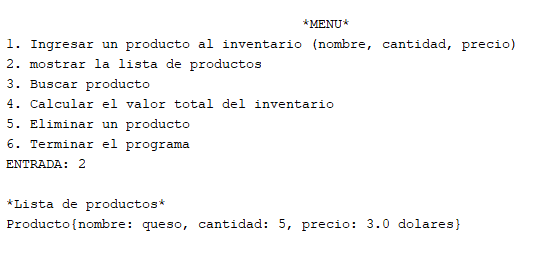 *MENU*
1. Ingresar un producto al inventario (nombre, cantidad, precio)
2. mostrar la lista de productos
3. Buscar producto
4. Calcular el valor total del inventario
5. Eliminar un producto
6. Terminar el programa
ENTRADA: 2
*Lista de productos*
Producto{nombre: queso, cantidad: 5, precio: 3.0 dolares}